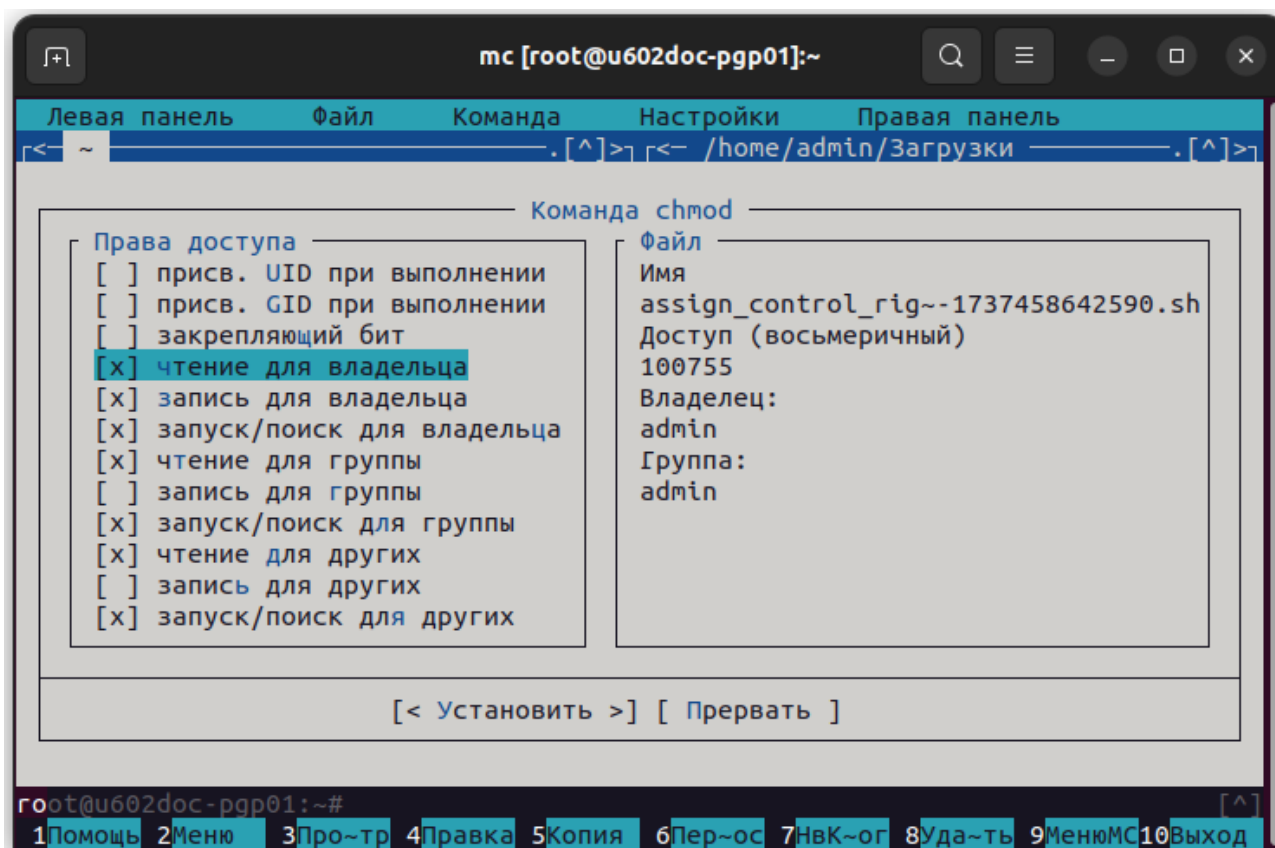 mc [root@u602doc-pgp01]:~
Левая панель Файл Команда Настройки Правая панель
┌<─ ~ ─.[^]>┐┌<─ /home/admin/Загрузки ─.[^]>┐
Команда chmod
Права доступа
[ ] присв. UID при выполнении
[ ] присв. GID при выполнении
[ ] закрепляющий бит
[x] чтение для владельца
[x] запись для владельца
[x] запуск/поиск для владельца
[x] чтение для группы
[ ] запись для группы
[x] запуск/поиск для группы
[x] чтение для других
[ ] запись для других
[x] запуск/поиск для других
Файл
Имя
assign_control_rig~-1737458642590.sh
Доступ (восьмеричный)
100755
Владелец:
admin
Группа:
admin
[< Установить >] [ Прервать ]
root@u602doc-pgp01:~# [^]
1Помощь 2Меню 3Про~тр 4Правка 5Копия 6Пер~ос 7НвК~ог 8Уда~ть 9МенюМС 10Выход